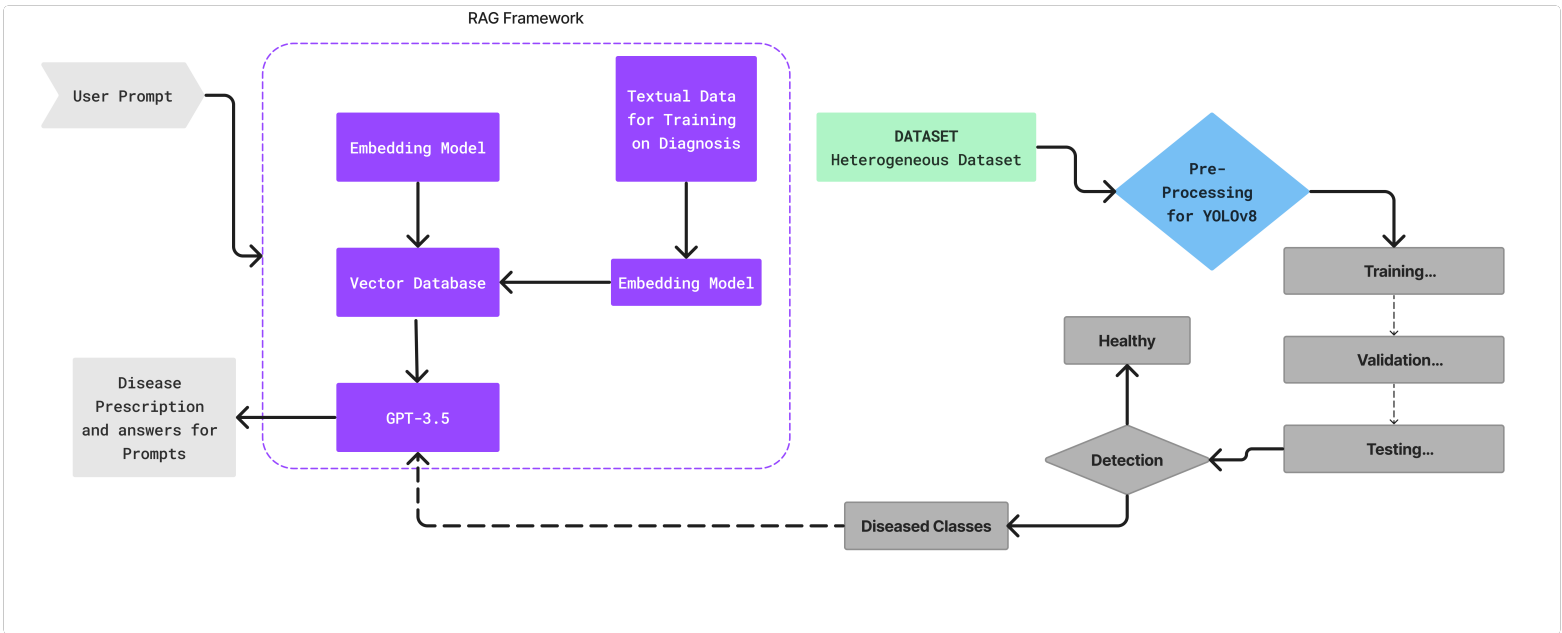 RAG Framework
User Prompt
Textual Data
for Training
on Diagnosis
Embedding Model
DATASET
Heterogeneous Dataset
Pre-
Processing
for YOLOv8
Vector Database
Embedding Model
Training...
Healthy
Validation...
Disease
Prescription
and answers for
Prompts
GPT-3.5
Detection
Testing...
Diseased Classes